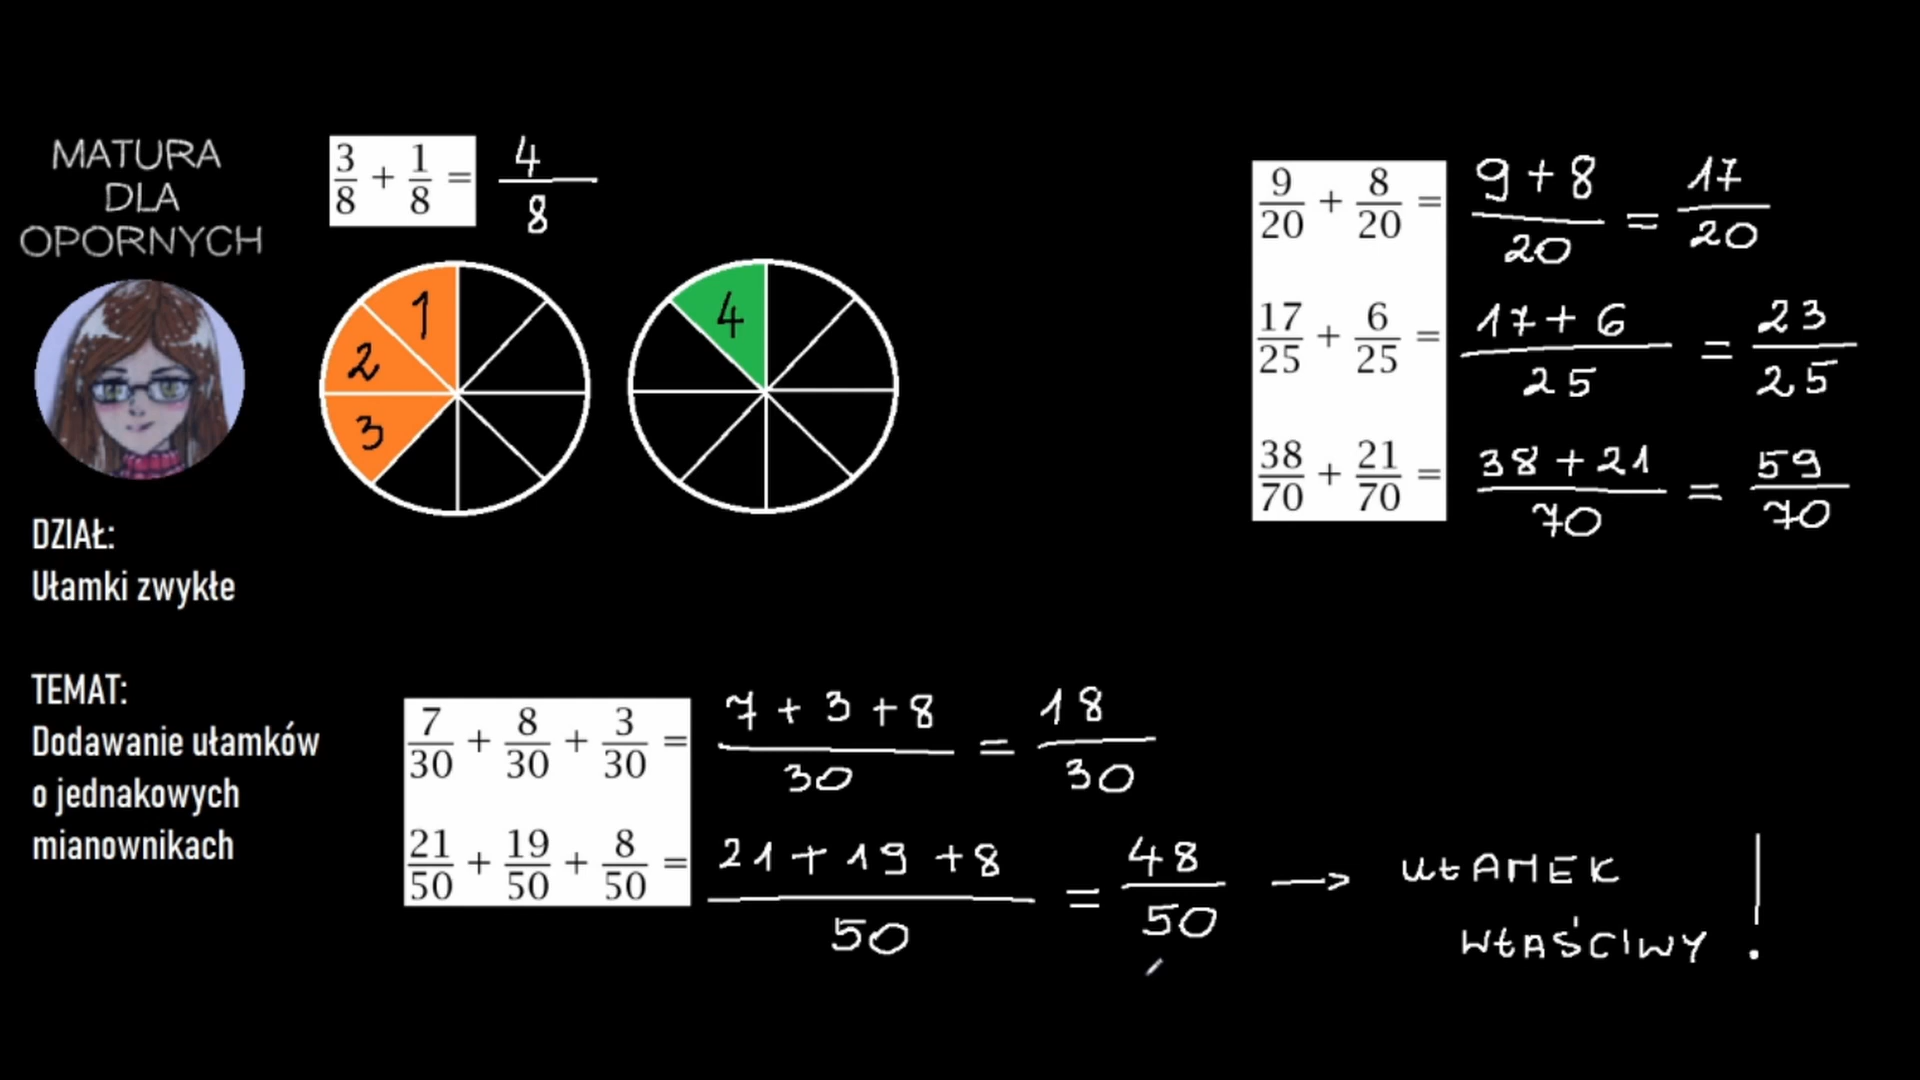 MATURA
DLA
OPORNYCH
DZIAŁ:
Ułamki zwykłe
TEMAT:
Dodawanie ułamków
o jednakowych
mianownikach
3/8 + 1/8 = 4/8
1
2
3
4
9/20 + 8/20 = (9+8)/20 = 17/20
17/25 + 6/25 = (17+6)/25 = 23/25
38/70 + 21/70 = (38+21)/70 = 59/70
7/30 + 8/30 + 3/30 = (7+3+8)/30 = 18/30
21/50 + 19/50 + 8/50 = (21+19+8)/50 = 48/50 → UŁAMEK
WŁAŚCIWY !